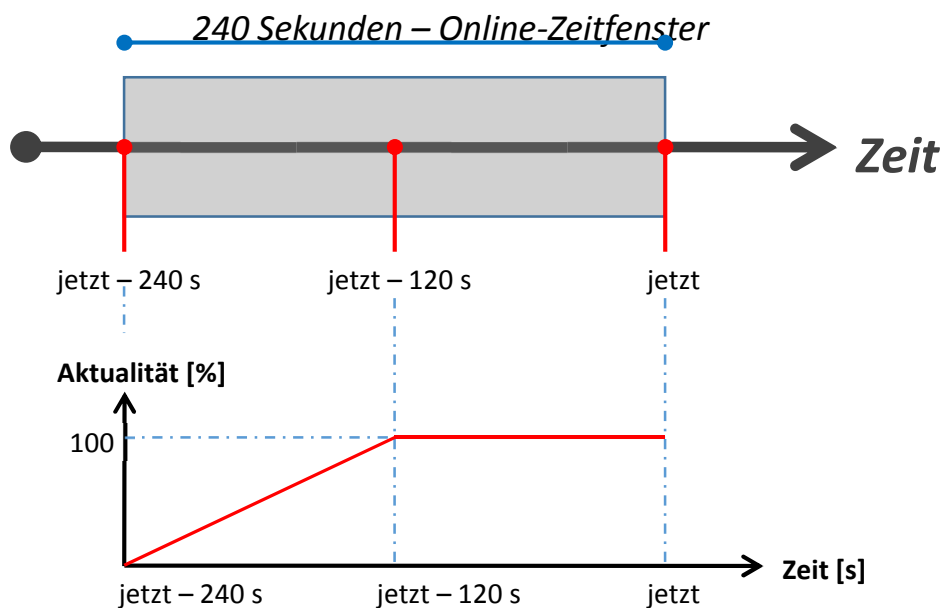 240 Sekunden – Online-Zeitfenster
Zeit
jetzt – 240 s
jetzt – 120 s
jetzt
Aktualität [%]
100
Zeit [s]
jetzt – 240 s
jetzt – 120 s
jetzt